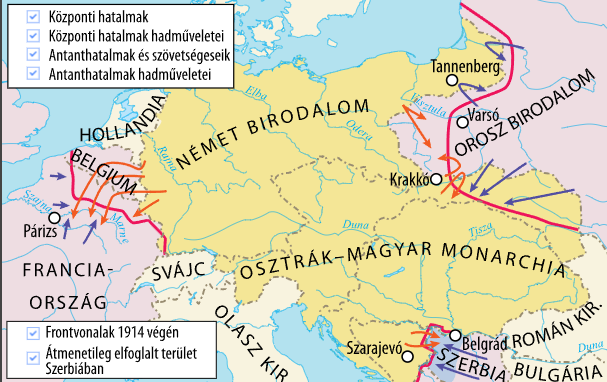 Központi hatalmak
Központi hatalmak hadműveletei
Antanthatalmak és szövetségeseik
Antanthatalmak hadműveletei
Tannenberg
HOLLANDIA
Elba
NÉMET BIRODALOM
Odera
Visztula
Varsó
OROSZ BIRODALOM
BELGIUM
Rajna
Krakkó
Szajna
Marne
Párizs
Duna
Tisza
FRANCIA-
ORSZÁG
SVÁJC
OSZTRÁK–MAGYAR MONARCHIA
OLASZ KIR.
Frontvonalak 1914 végén
Átmenetileg elfoglalt terület
Szerbiában
Szarajevó
Belgrád
ROMÁN KIR.
SZERBIA
BULGÁRIA